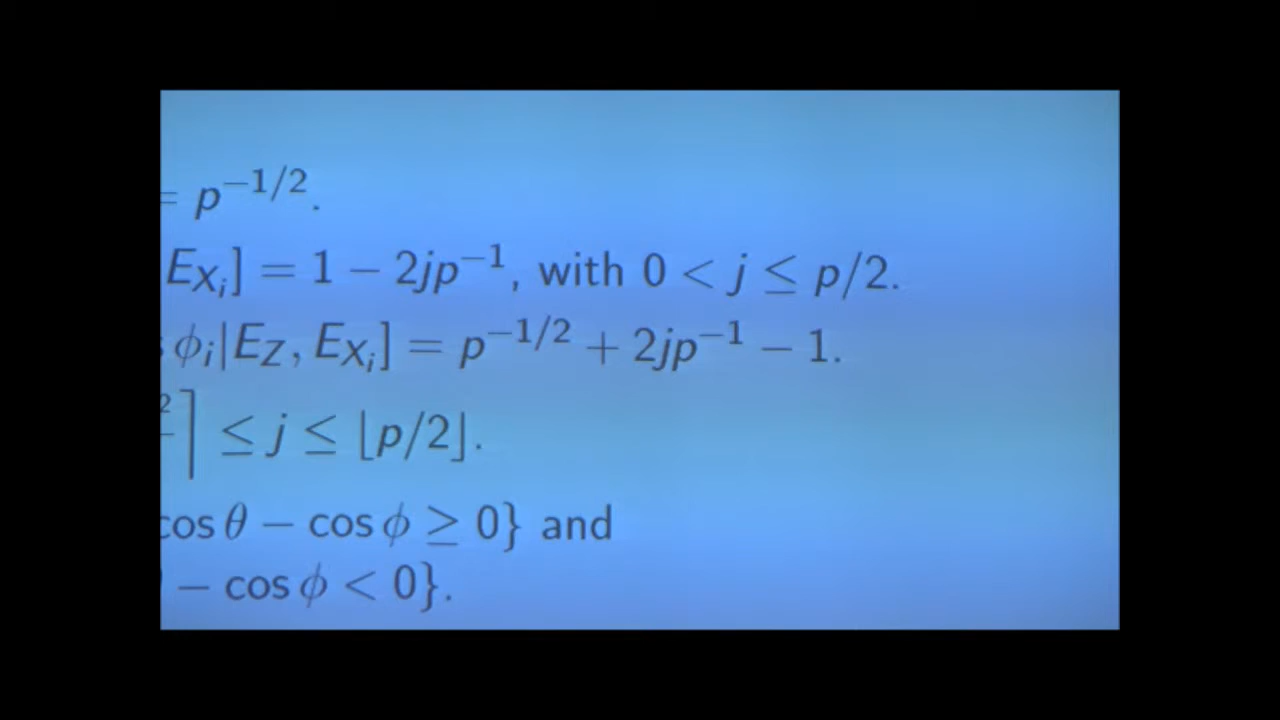 = p^{-1/2}.
E_{X_i}] = 1 − 2jp^{-1}, with 0 < j ≤ p/2.
ϕ_i|E_Z, E_{X_i}] = p^{-1/2} + 2jp^{-1} − 1.
2⌉ ≤ j ≤ ⌊p/2⌋.
cos θ − cos ϕ ≥ 0} and
− cos ϕ < 0}.